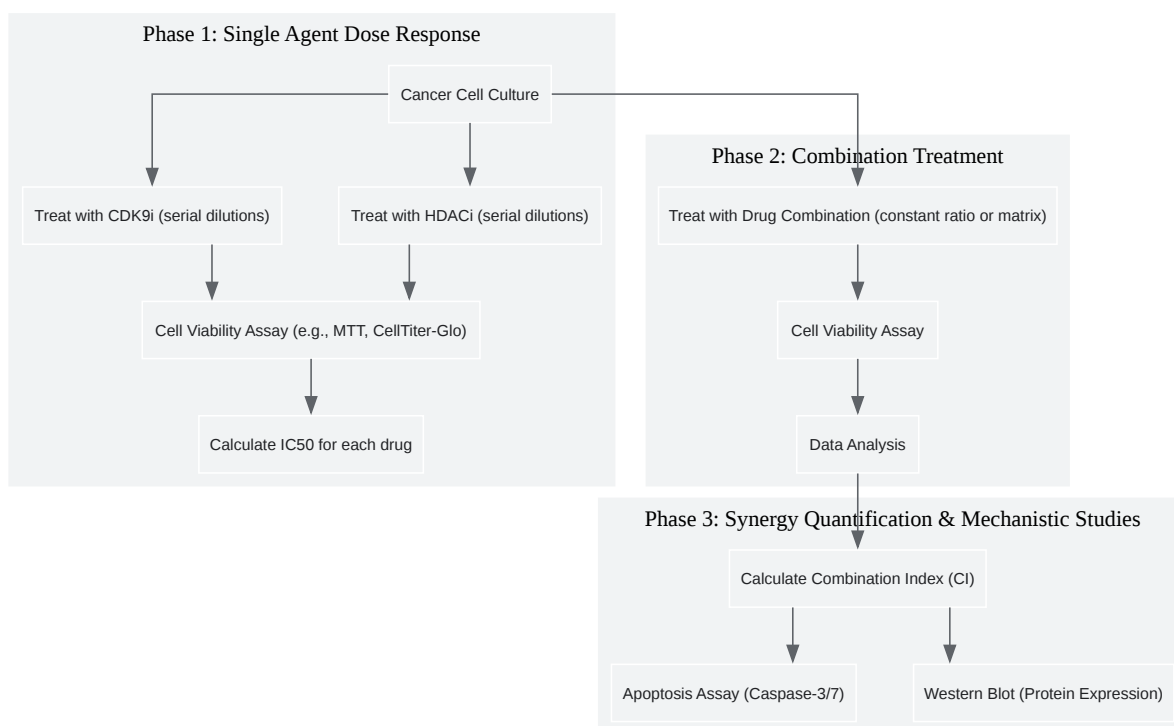 Phase 1: Single Agent Dose Response
Cancer Cell Culture
Treat with CDK9i (serial dilutions)
Treat with HDACi (serial dilutions)
Cell Viability Assay (e.g., MTT, CellTiter-Glo)
Calculate IC50 for each drug
Phase 2: Combination Treatment
Treat with Drug Combination (constant ratio or matrix)
Cell Viability Assay
Data Analysis
Phase 3: Synergy Quantification & Mechanistic Studies
Calculate Combination Index (CI)
Apoptosis Assay (Caspase-3/7)
Western Blot (Protein Expression)